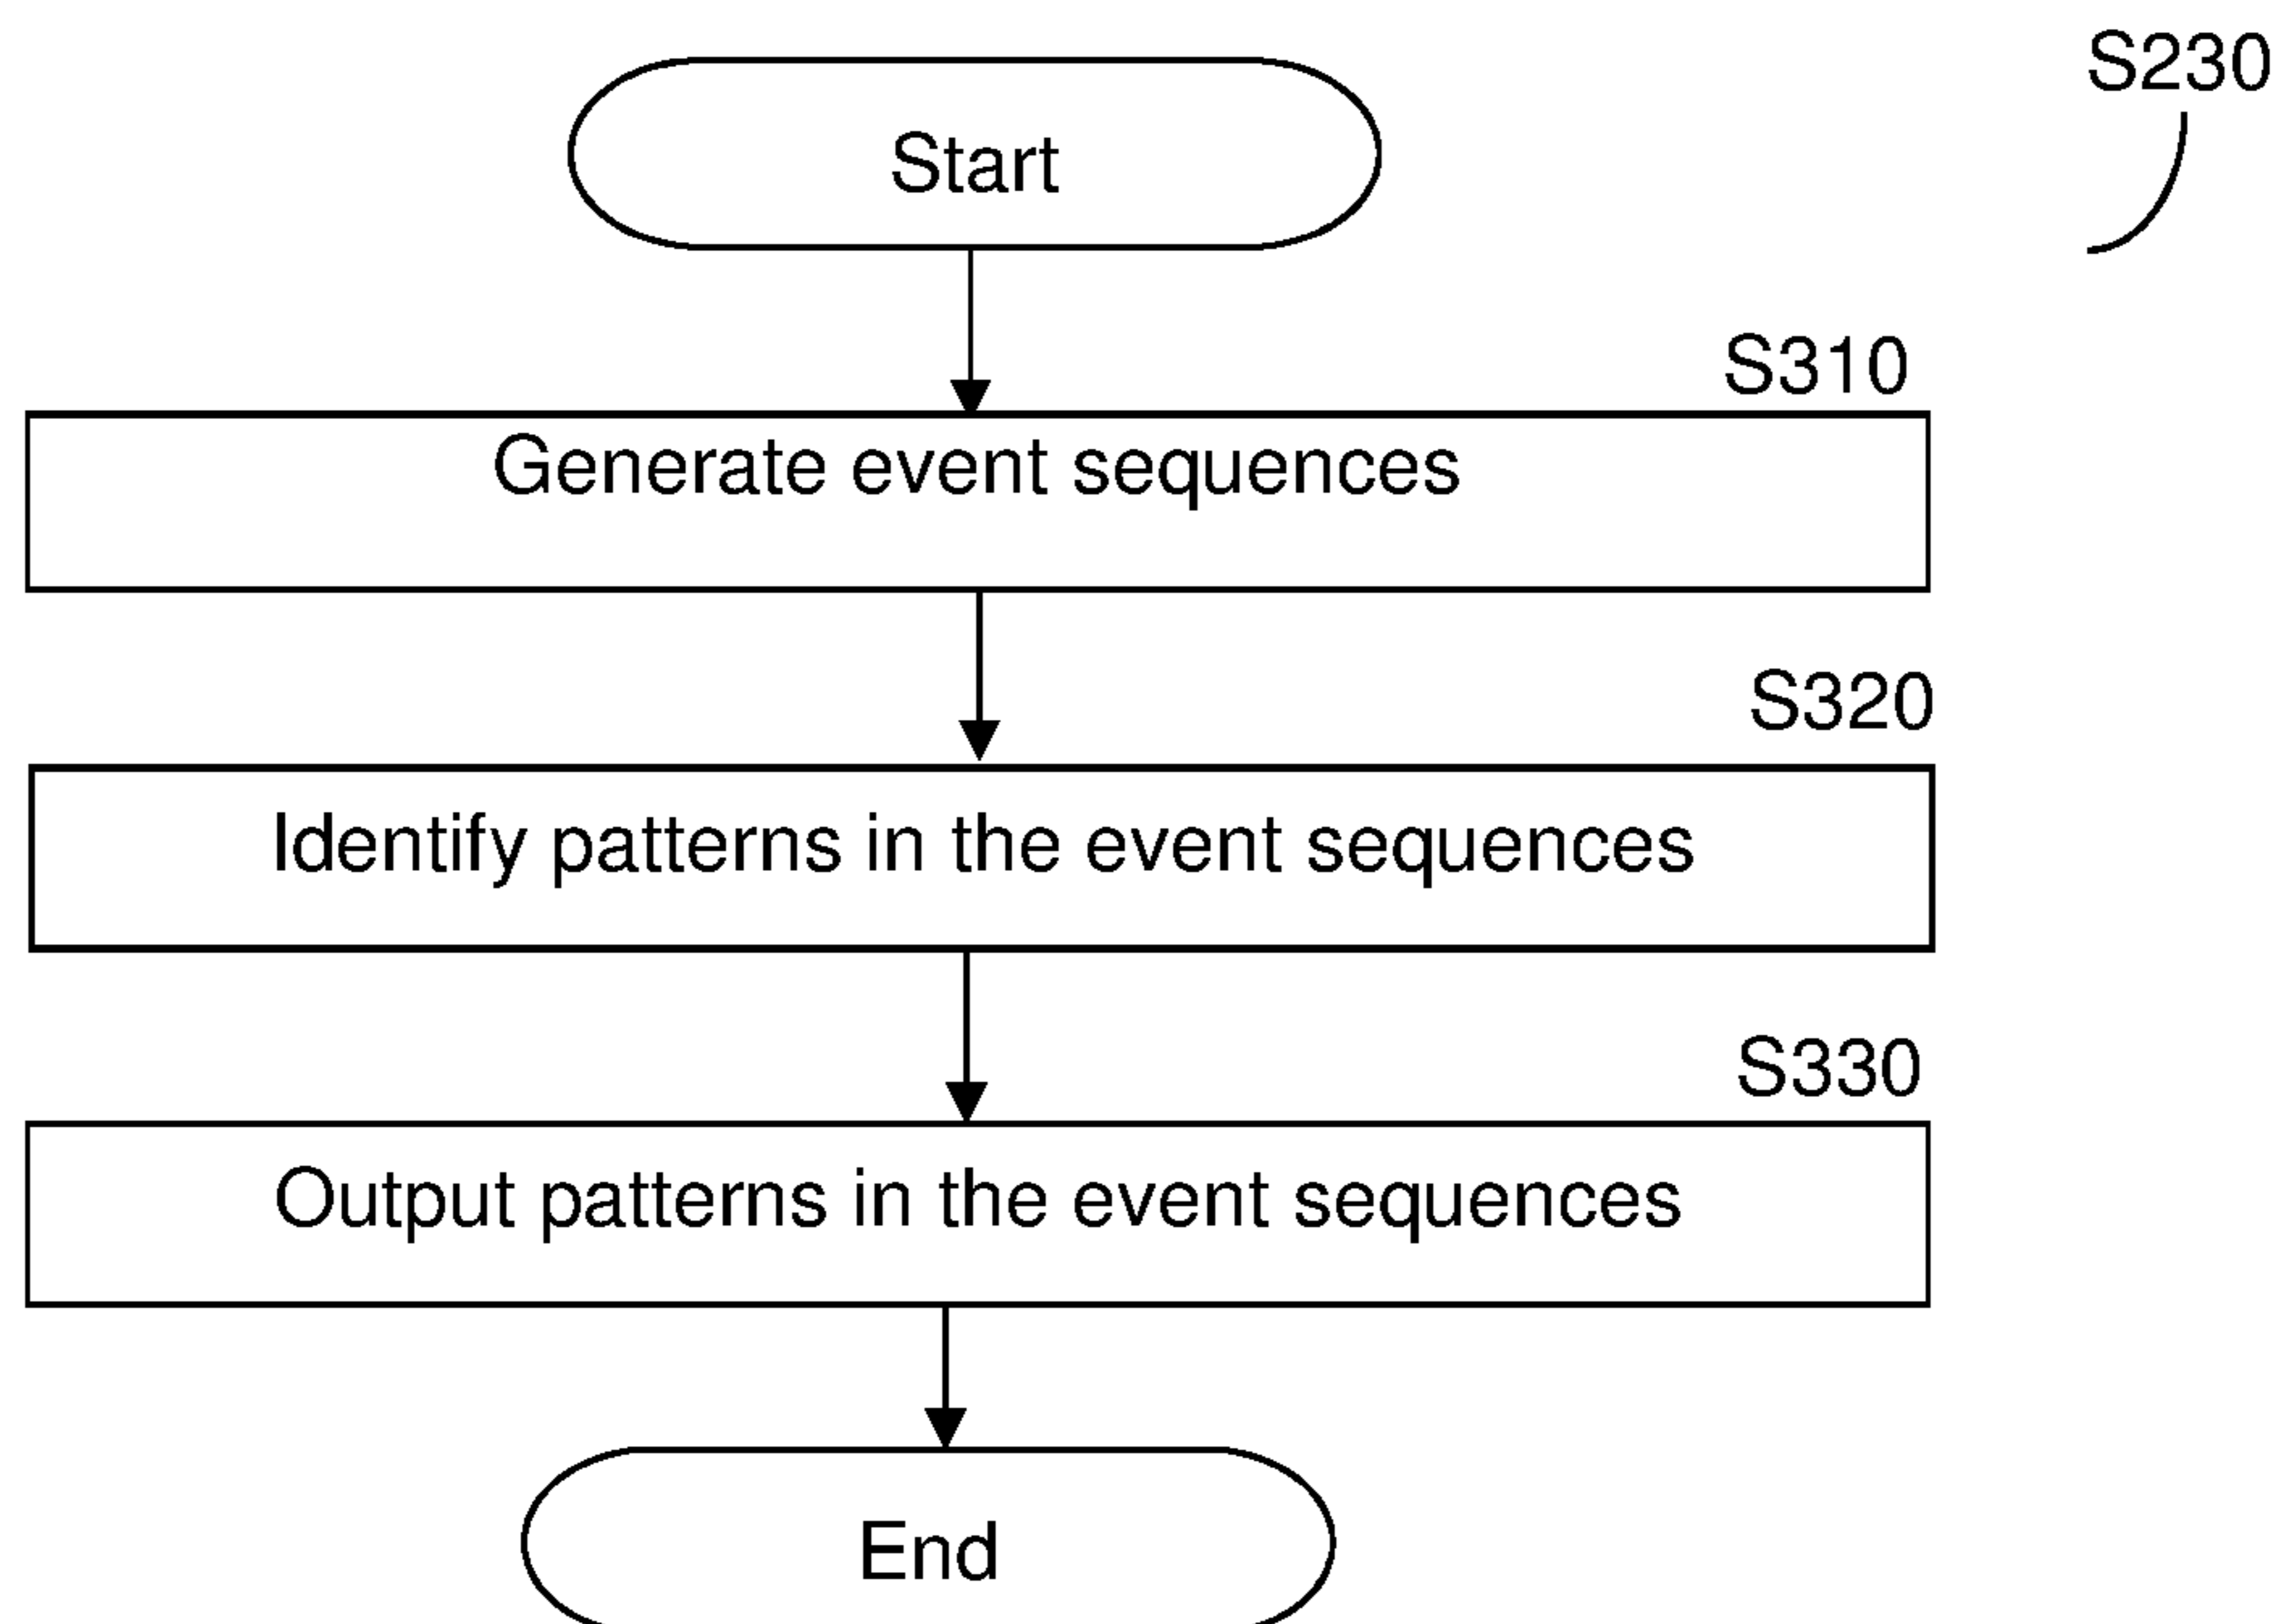 S230
Start
S310
Generate event sequences
S320
Identify patterns in the event sequences
S330
Output patterns in the event sequences
End